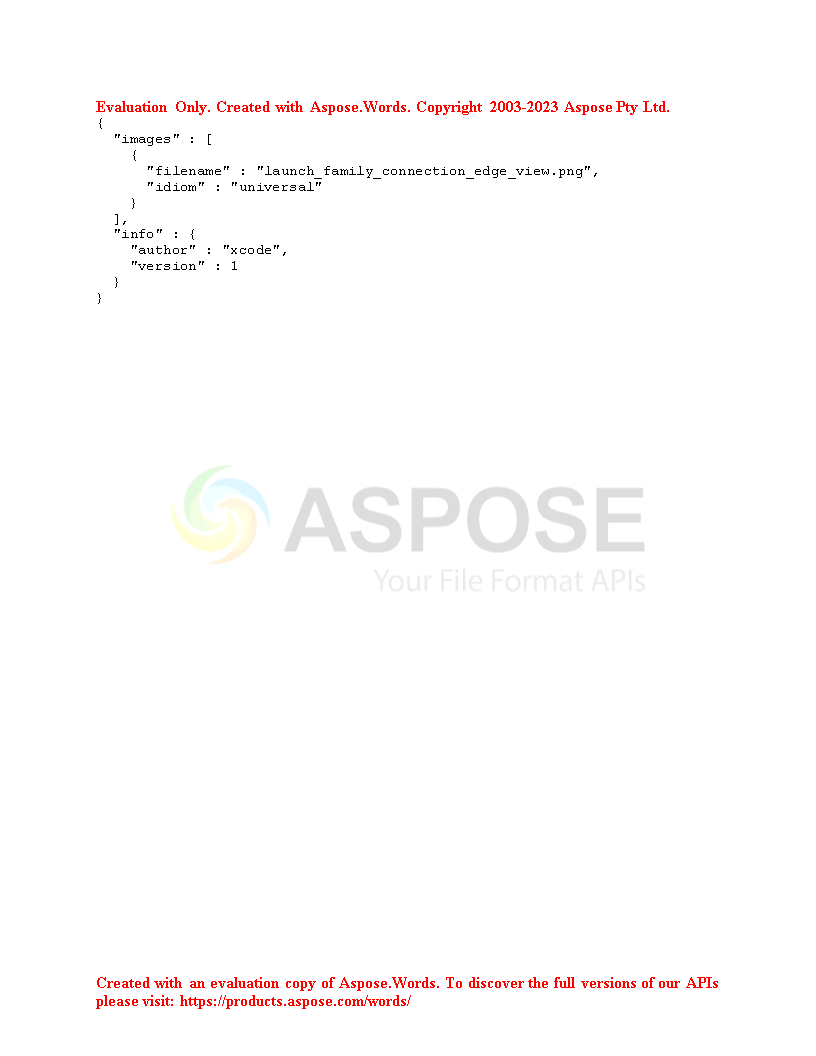 Evaluation Only. Created with Aspose.Words. Copyright 2003-2023 Aspose Pty Ltd.
{
  "images" : [
    {
      "filename" : "launch_family_connection_edge_view.png",
      "idiom" : "universal"
    }
  ],
  "info" : {
    "author" : "xcode",
    "version" : 1
  }
}
ASPOSE
Your File Format APIs
Created with an evaluation copy of Aspose.Words. To discover the full versions of our APIs
please visit: https://products.aspose.com/words/